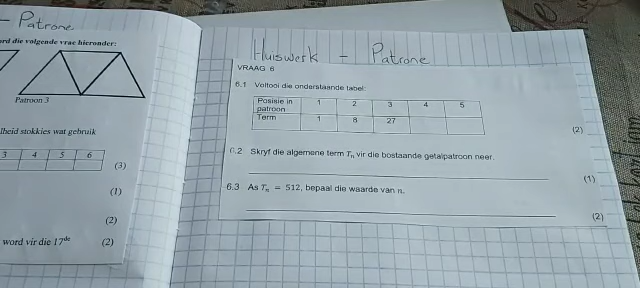 - Patrone
ord die volgende vrae hieronder:
Patroon 3
lheid stokkies wat gebruik
3 4 5 6
(3)
(1)
(2)
word vir die 17de (2)
Huiswerk - Patrone
VRAAG 6
6.1 Voltooi die onderstaande tabel:
Posisie in patroon 1 2 3 4 5
Term 1 8 27
(2)
6.2 Skryf die algemene term Tn vir die bostaande getalpatroon neer.
(1)
6.3 As Tn = 512, bepaal die waarde van n.
(2)